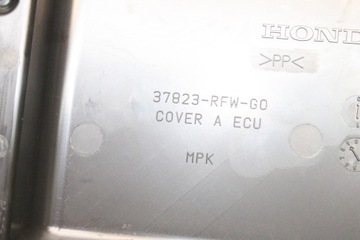 HOND
>PP<
37823-RFW-G0
COVER A ECU
MPK